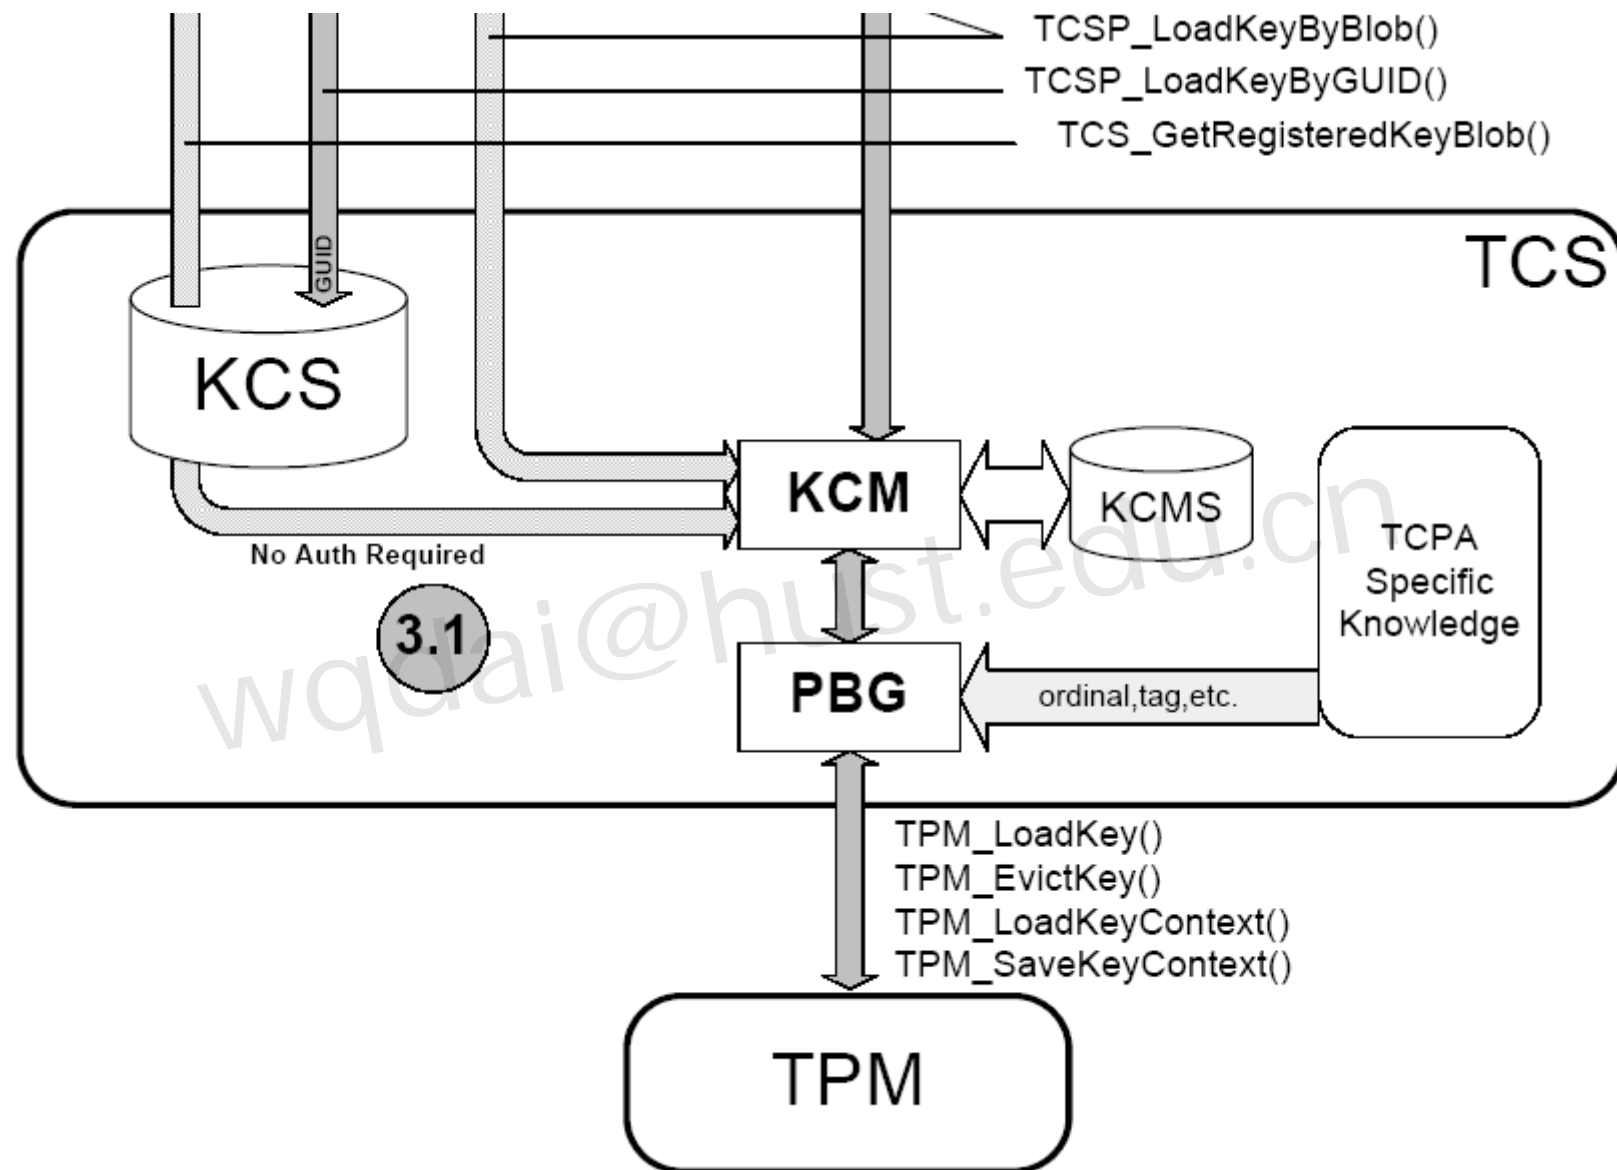 TCSP_LoadKeyByBlob()
TCSP_LoadKeyByGUID()
TCS_GetRegisteredKeyBlob()
TCS
GUID
KCS
KCM
KCMS
TCPA
Specific
Knowledge
No Auth Required
3.1
PBG
ordinal,tag,etc.
wqdai@hust.edu.cn
TPM_LoadKey()
TPM_EvictKey()
TPM_LoadKeyContext()
TPM_SaveKeyContext()
TPM